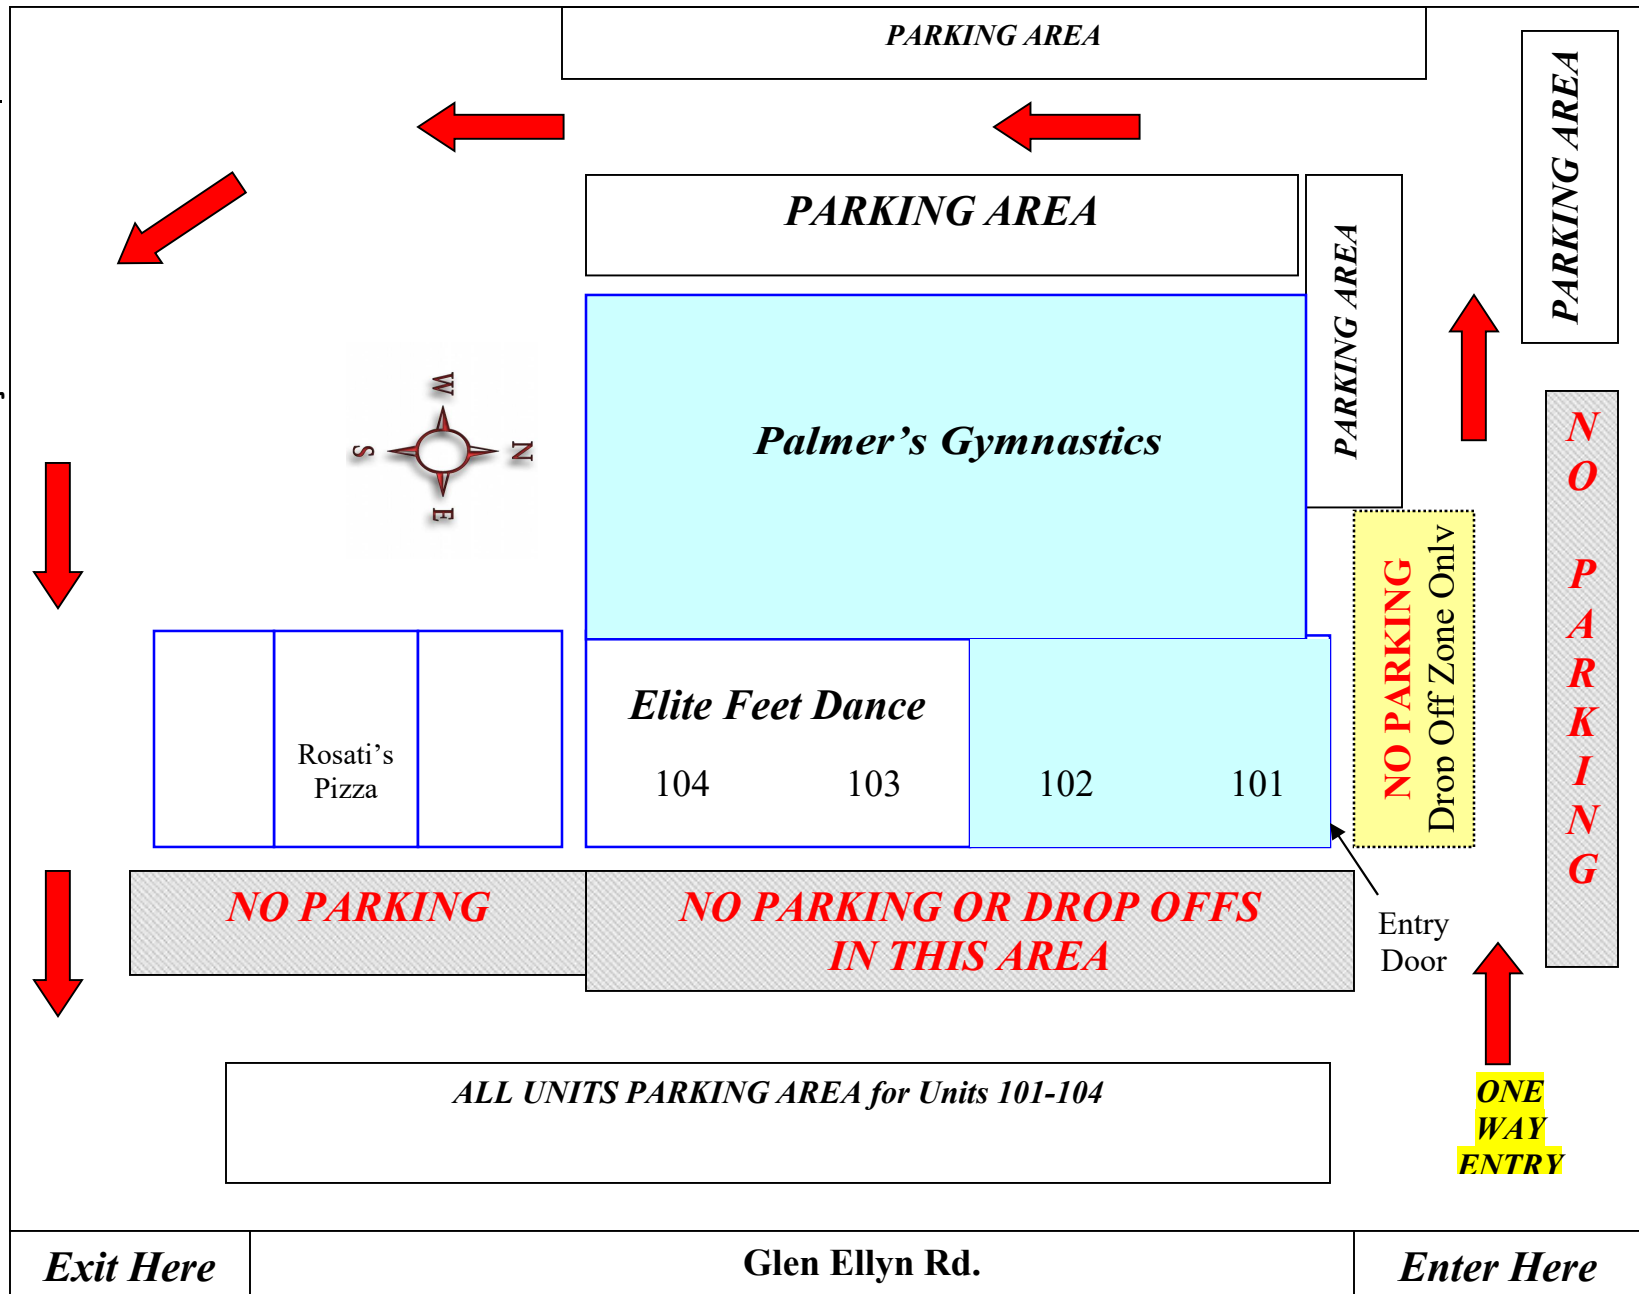 PARKING AREA
PARKING AREA
PARKING AREA
PARKING AREA
W
S
N
E
Palmer’s Gymnastics
NO PARKING
NO PARKING
Drop Off Zone Only
Elite Feet Dance
104 103 102 101
Rosati’s
Pizza
NO PARKING
NO PARKING OR DROP OFFS
IN THIS AREA
Entry
Door
ALL UNITS PARKING AREA for Units 101-104
ONE
WAY
ENTRY
Exit Here
Glen Ellyn Rd.
Enter Here